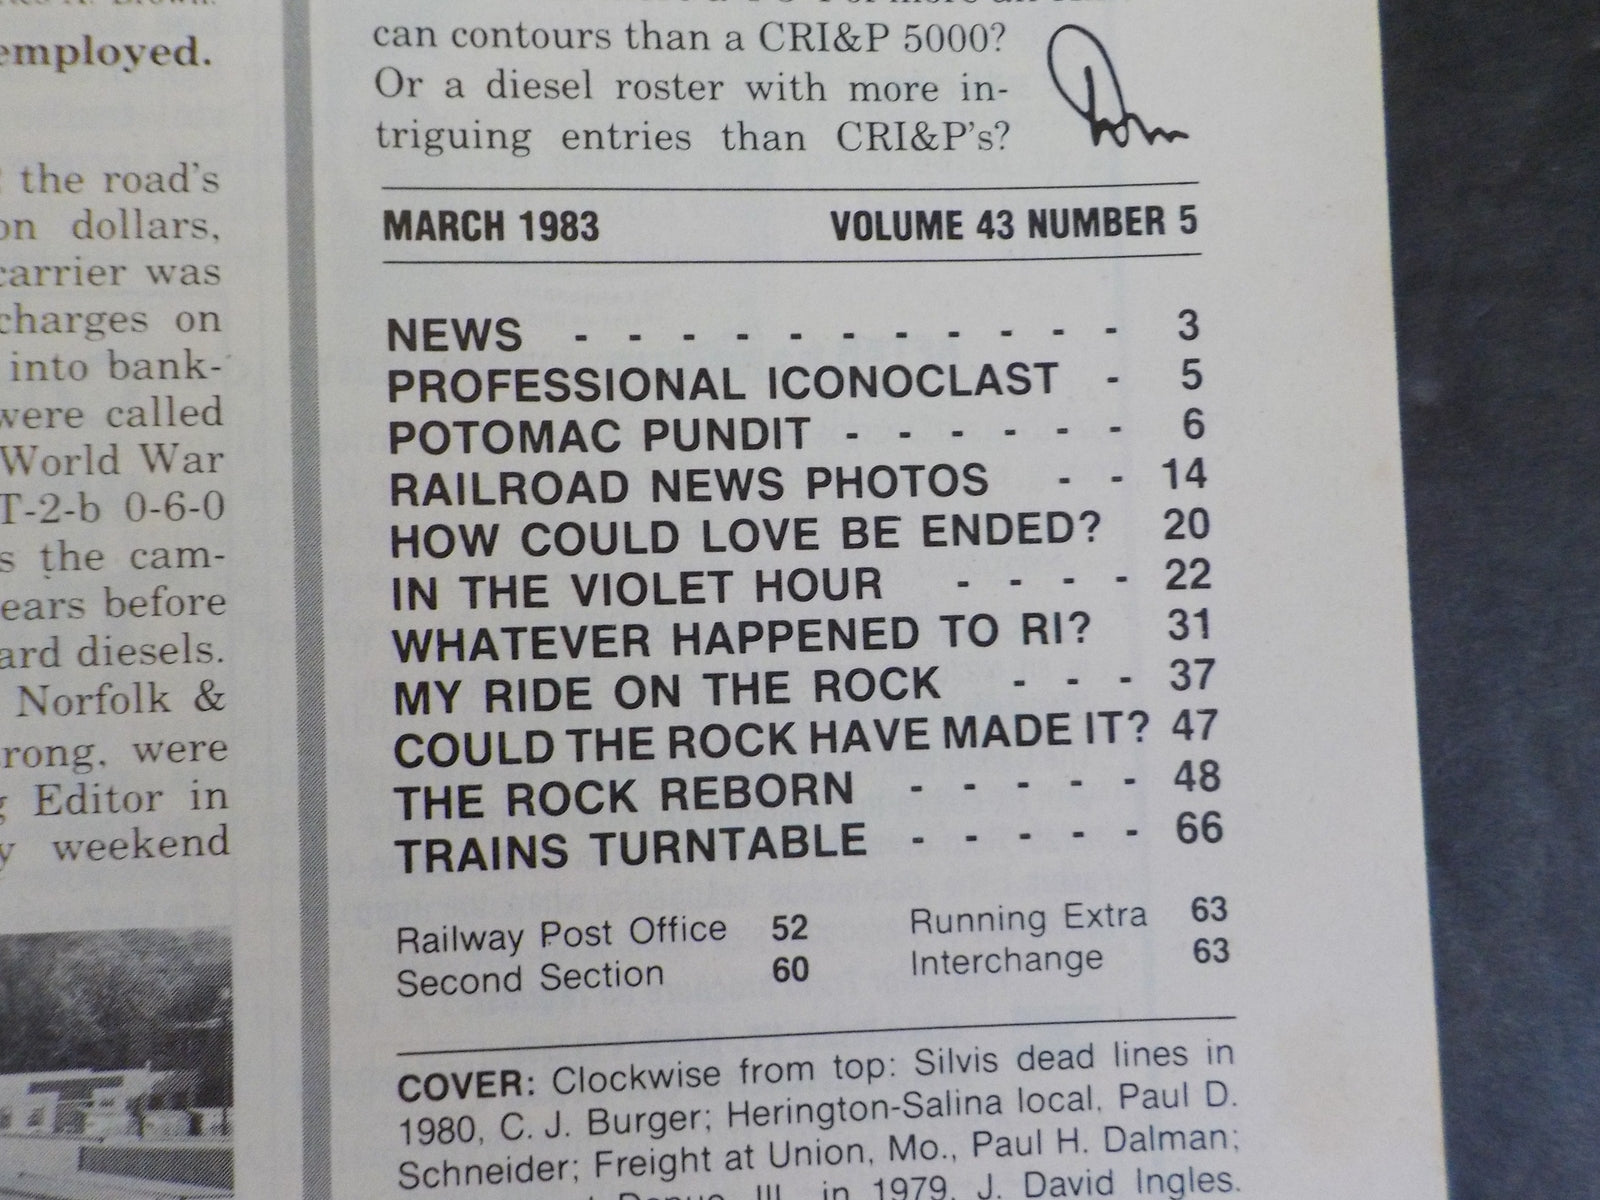 employed.
the road's
on dollars,
carrier was
charges on
into bank-
were called
World War
T-2-b 0-6-0
s the cam-
ears before
ard diesels.
Norfolk &
rong, were
Editor in
y weekend
can contours than a CRI&P 5000?
Or a diesel roster with more in-
triguing entries than CRI&P's?
MARCH 1983 VOLUME 43 NUMBER 5
NEWS - - - - - - - - - - - 3
PROFESSIONAL ICONOCLAST - 5
POTOMAC PUNDIT - - - - - - 6
RAILROAD NEWS PHOTOS - - 14
HOW COULD LOVE BE ENDED? 20
IN THE VIOLET HOUR - - - - 22
WHATEVER HAPPENED TO RI? 31
MY RIDE ON THE ROCK - - - 37
COULD THE ROCK HAVE MADE IT? 47
THE ROCK REBORN - - - - - 48
TRAINS TURNTABLE - - - - - 66
Railway Post Office 52 Running Extra 63
Second Section 60 Interchange 63
COVER: Clockwise from top: Silvis dead lines in
1980, C. J. Burger; Herington-Salina local, Paul D.
Schneider; Freight at Union, Mo., Paul H. Dalman;
III, in 1979, J. David Ingles.